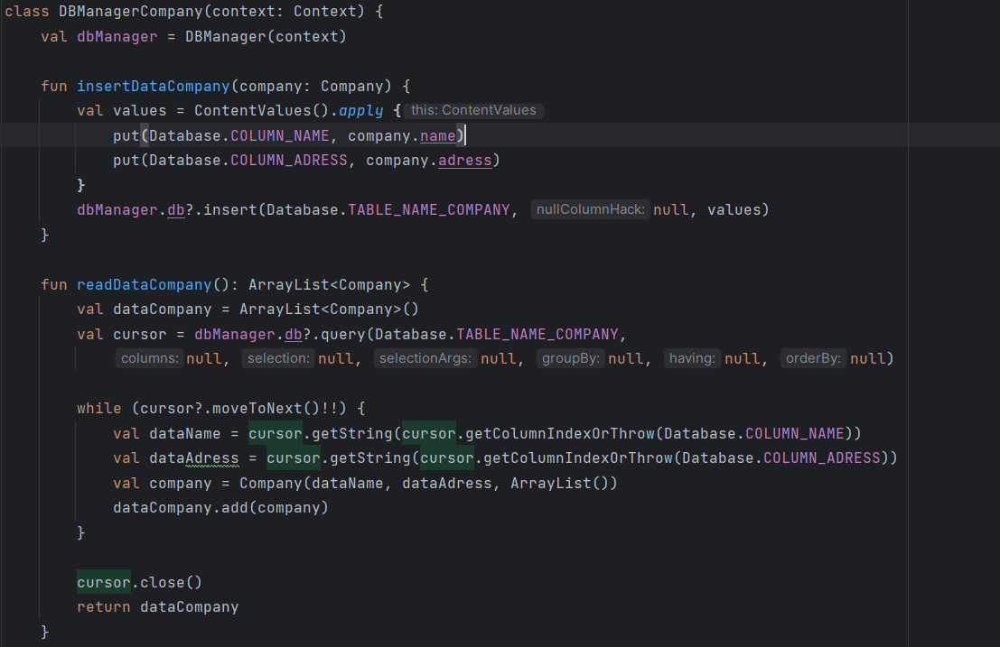 class DBManagerCompany(context: Context) {
    val dbManager = DBManager(context)

    fun insertDataCompany(company: Company) {
        val values = ContentValues().apply { this: ContentValues
            put(Database.COLUMN_NAME, company.name)
            put(Database.COLUMN_ADRESS, company.adress)
        }
        dbManager.db?.insert(Database.TABLE_NAME_COMPANY, nullColumnHack: null, values)
    }

    fun readDataCompany(): ArrayList<Company> {
        val dataCompany = ArrayList<Company>()
        val cursor = dbManager.db?.query(Database.TABLE_NAME_COMPANY,
            columns: null, selection: null, selectionArgs: null, groupBy: null, having: null, orderBy: null)

        while (cursor?.moveToNext()!!) {
            val dataName = cursor.getString(cursor.getColumnIndexOrThrow(Database.COLUMN_NAME))
            val dataAdress = cursor.getString(cursor.getColumnIndexOrThrow(Database.COLUMN_ADRESS))
            val company = Company(dataName, dataAdress, ArrayList())
            dataCompany.add(company)
        }

        cursor.close()
        return dataCompany
    }